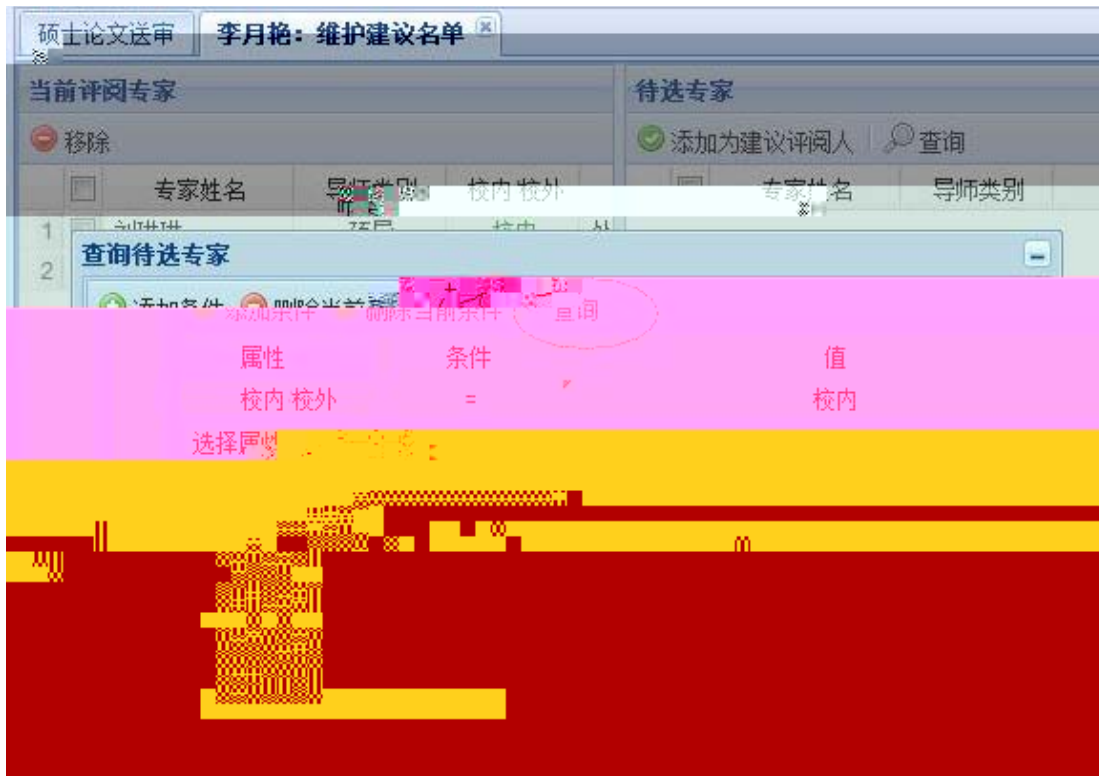 硕士论文送审 李月艳：维护建议名单
当前评阅专家 待选专家
移除 添加为建议评阅人 查询
专家姓名 导师类别 校内 校外 专家姓名 导师类别
1
2 查询待选专家
添加条件 删除当前条件 查询
属性 条件 值
校内 校外 = 校内
选择属性